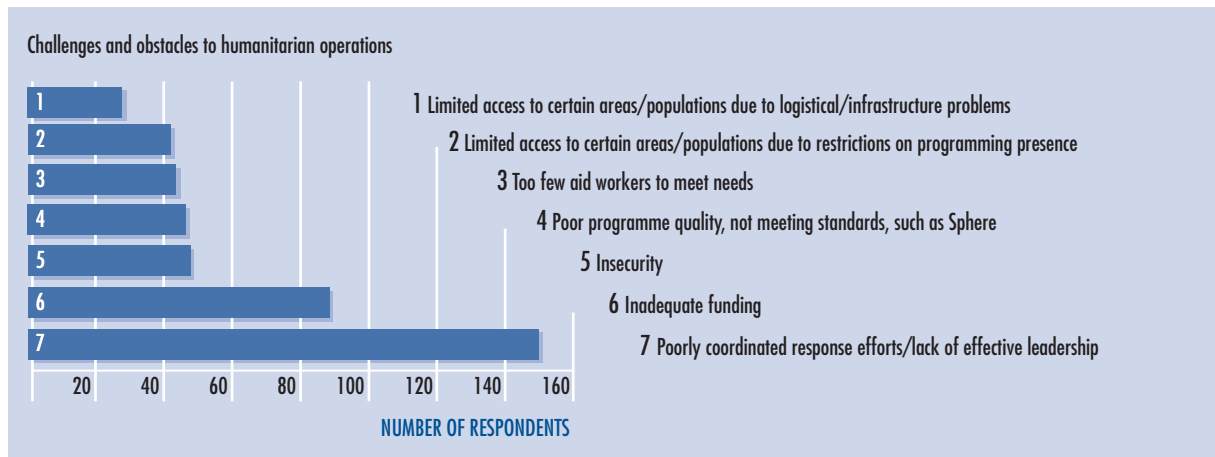 Challenges and obstacles to humanitarian operations
1
1 Limited access to certain areas/populations due to logistical/infrastructure problems
2
2 Limited access to certain areas/populations due to restrictions on programming presence
3
3 Too few aid workers to meet needs
4
4 Poor programme quality, not meeting standards, such as Sphere
5
5 Insecurity
6
6 Inadequate funding
7
7 Poorly coordinated response efforts/lack of effective leadership
20 40 60 80 100 120 140 160
NUMBER OF RESPONDENTS